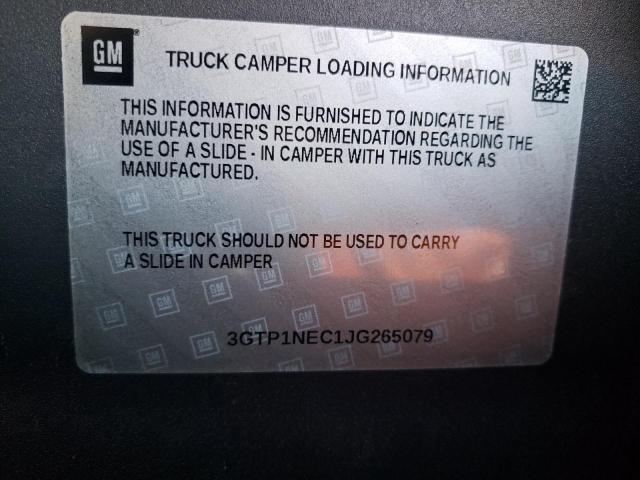 GM
TRUCK CAMPER LOADING INFORMATION
THIS INFORMATION IS FURNISHED TO INDICATE THE
MANUFACTURER'S RECOMMENDATION REGARDING THE
USE OF A SLIDE - IN CAMPER WITH THIS TRUCK AS
MANUFACTURED.
THIS TRUCK SHOULD NOT BE USED TO CARRY
A SLIDE IN CAMPER
3GTP1NEC1JG265079